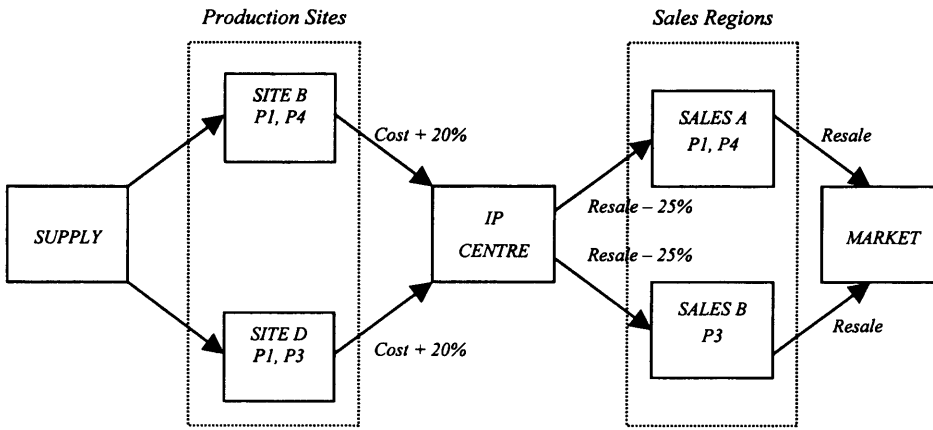 Production Sites
Sales Regions
SITE B
P1, P4
Cost + 20%
SALES A
P1, P4
Resale
SUPPLY
IP
CENTRE
Resale – 25%
Resale – 25%
MARKET
SITE D
P1, P3
Cost + 20%
SALES B
P3
Resale